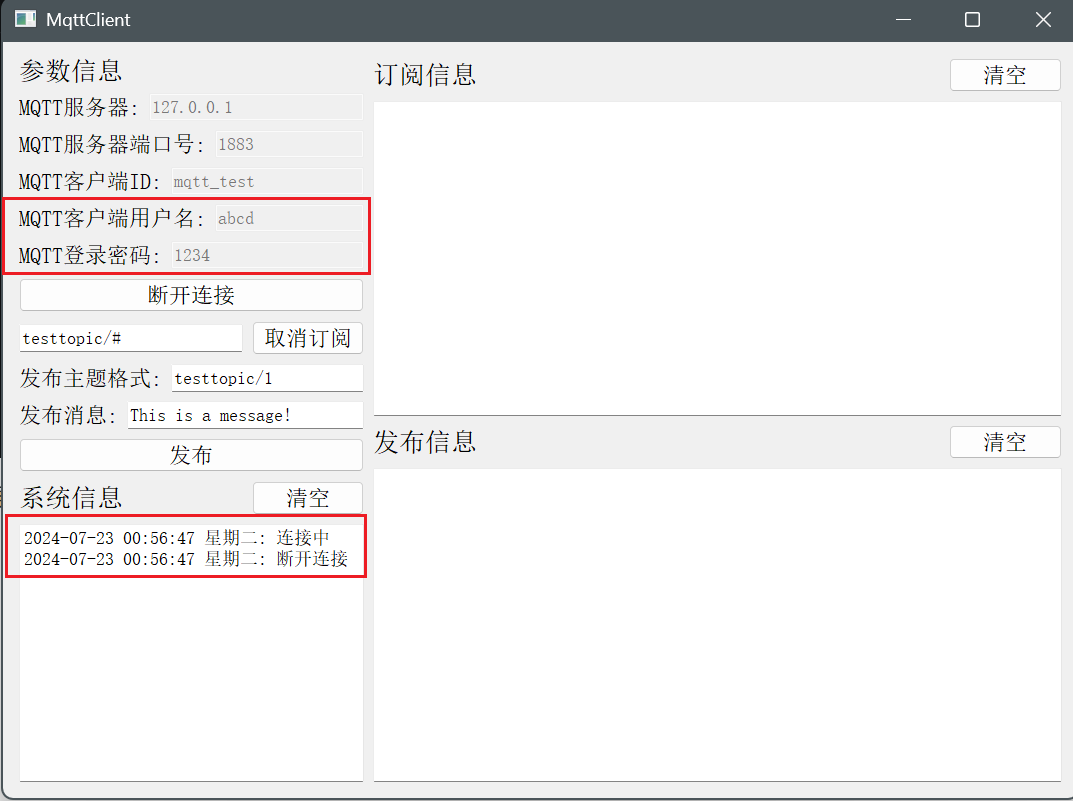 MqttClient
参数信息
MQTT服务器: 127.0.0.1
MQTT服务器端口号: 1883
MQTT客户端ID: mqtt_test
MQTT客户端用户名: abcd
MQTT登录密码: 1234
断开连接
testtopic/# 取消订阅
发布主题格式: testtopic/1
发布消息: This is a message!
发布
系统信息 清空
2024-07-23 00:56:47 星期二: 连接中
2024-07-23 00:56:47 星期二: 断开连接
订阅信息 清空
发布信息 清空